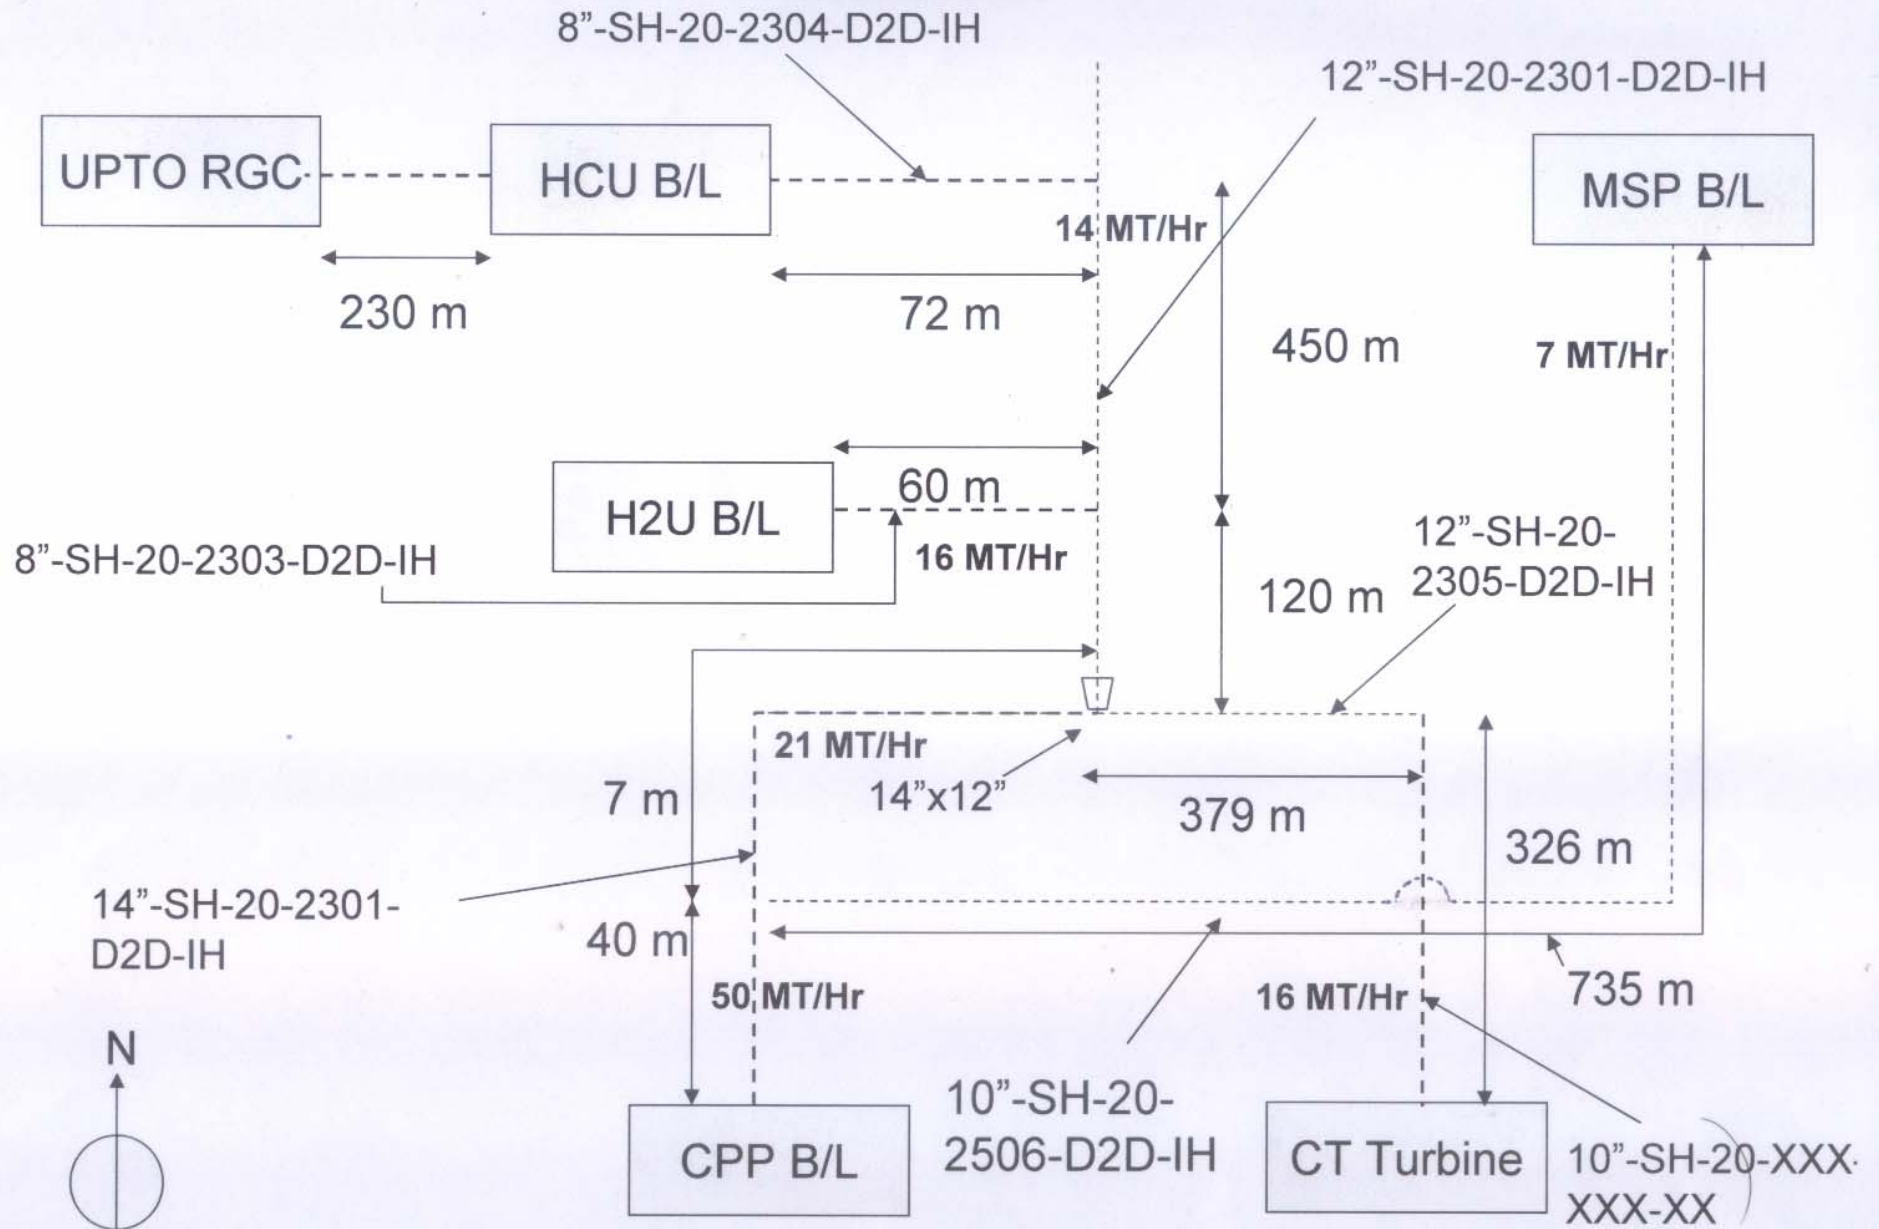 8”-SH-20-2304-D2D-IH
12”-SH-20-2301-D2D-IH
UPTO RGC
HCU B/L
MSP B/L
14 MT/Hr
230 m
72 m
450 m
7 MT/Hr
60 m
H2U B/L
8”-SH-20-2303-D2D-IH
16 MT/Hr
12”-SH-20-
2305-D2D-IH
120 m
21 MT/Hr
7 m
14”x12”
379 m
326 m
14”-SH-20-2301-
D2D-IH
40 m
50 MT/Hr
16 MT/Hr
735 m
N
10”-SH-20-
2506-D2D-IH
CPP B/L
CT Turbine
10”-SH-20-XXX-
XXX-XX